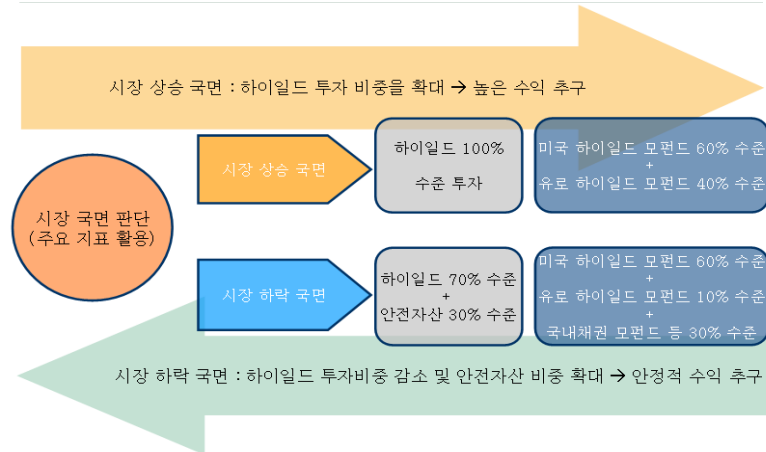 시장 상승 국면 : 하이일드 투자 비중을 확대 → 높은 수익 추구
시장 국면 판단
(주요 지표 활용)
시장 상승 국면
하이일드 100%
수준 투자
미국 하이일드 모펀드 60% 수준
+
유로 하이일드 모펀드 40% 수준
시장 하락 국면
하이일드 70% 수준
+
안전자산 30% 수준
미국 하이일드 모펀드 60% 수준
+
유로 하이일드 모펀드 10% 수준
+
국내채권 모펀드 등 30% 수준
시장 하락 국면 : 하이일드 투자비중 감소 및 안전자산 비중 확대 → 안정적 수익 추구